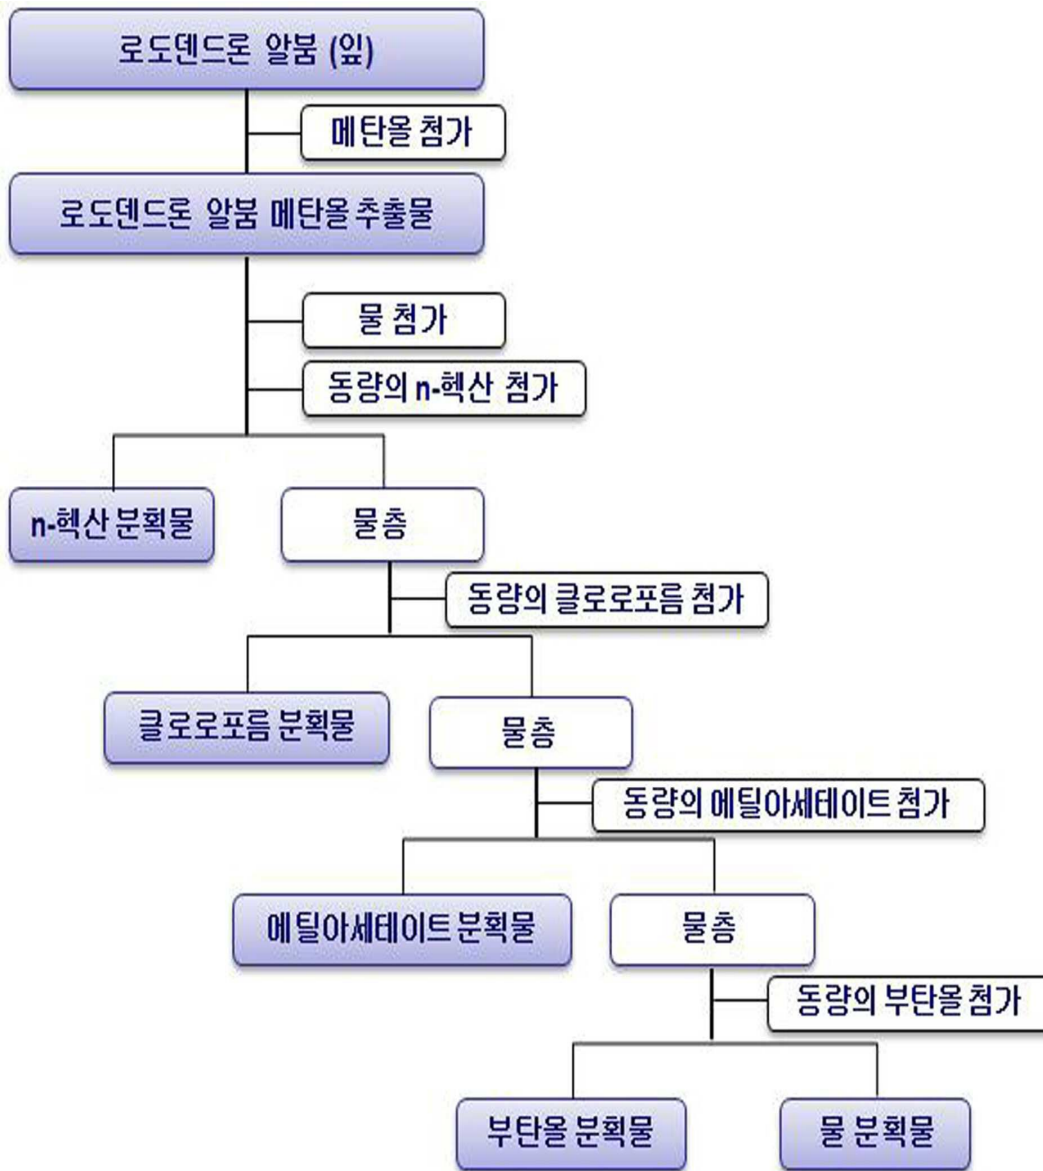 로도덴드론 알붐 (잎)
메탄올 첨가
로도덴드론 알붐 메탄올 추출물
물 첨가
동량의 n-헥산 첨가
n-헥산 분획물
물층
동량의 클로로포름 첨가
클로로포름 분획물
물층
동량의 에틸아세테이트 첨가
에틸아세테이트 분획물
물층
동량의 부탄올 첨가
부탄올 분획물
물 분획물